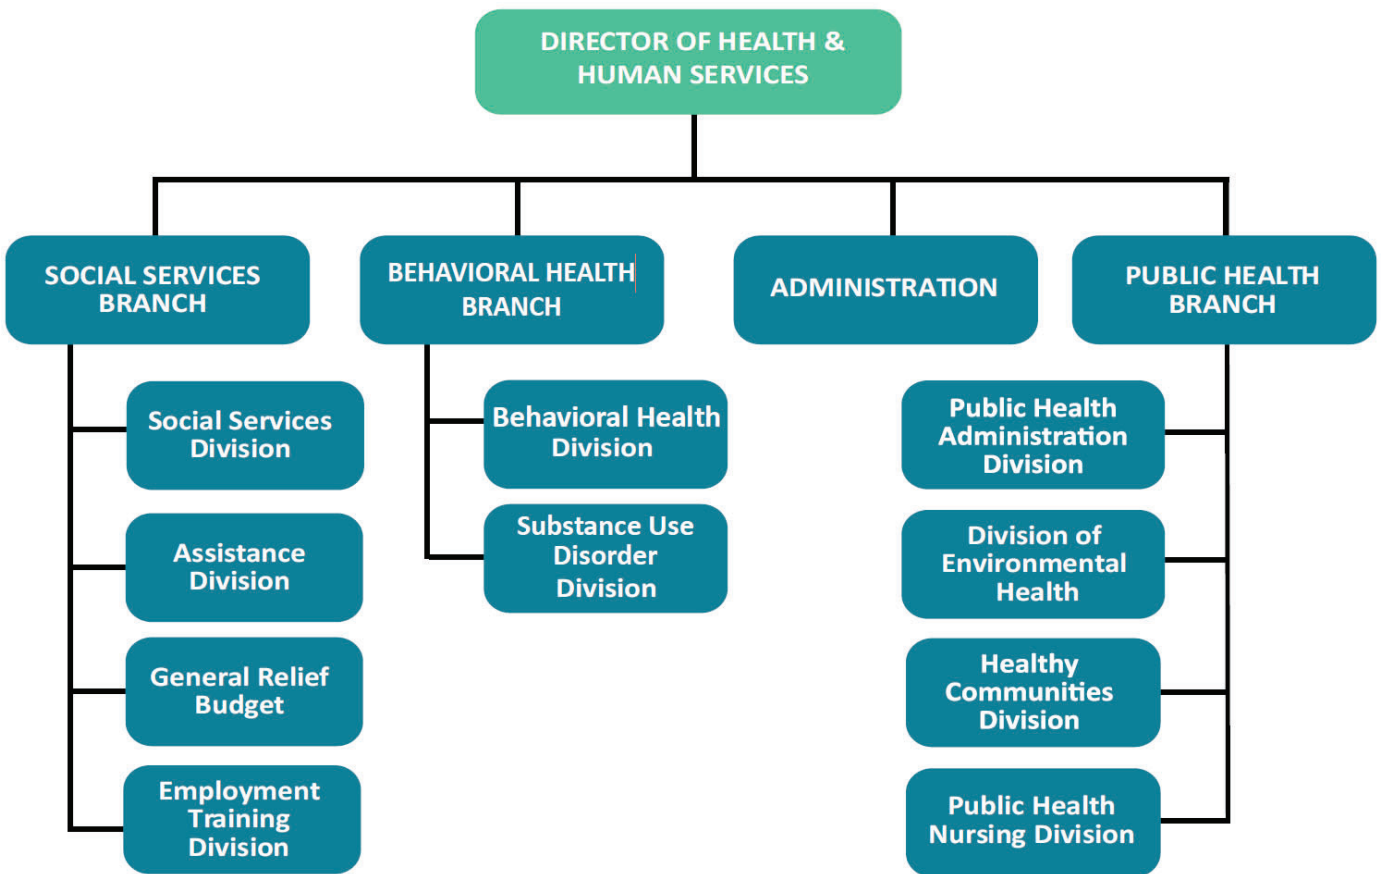 DIRECTOR OF HEALTH &
HUMAN SERVICES
SOCIAL SERVICES
BRANCH
BEHAVIORAL HEALTH
BRANCH
ADMINISTRATION
PUBLIC HEALTH
BRANCH
Social Services
Division
Assistance
Division
General Relief
Budget
Employment
Training
Division
Behavioral Health
Division
Substance Use
Disorder
Division
Public Health
Administration
Division
Division of
Environmental
Health
Healthy
Communities
Division
Public Health
Nursing Division